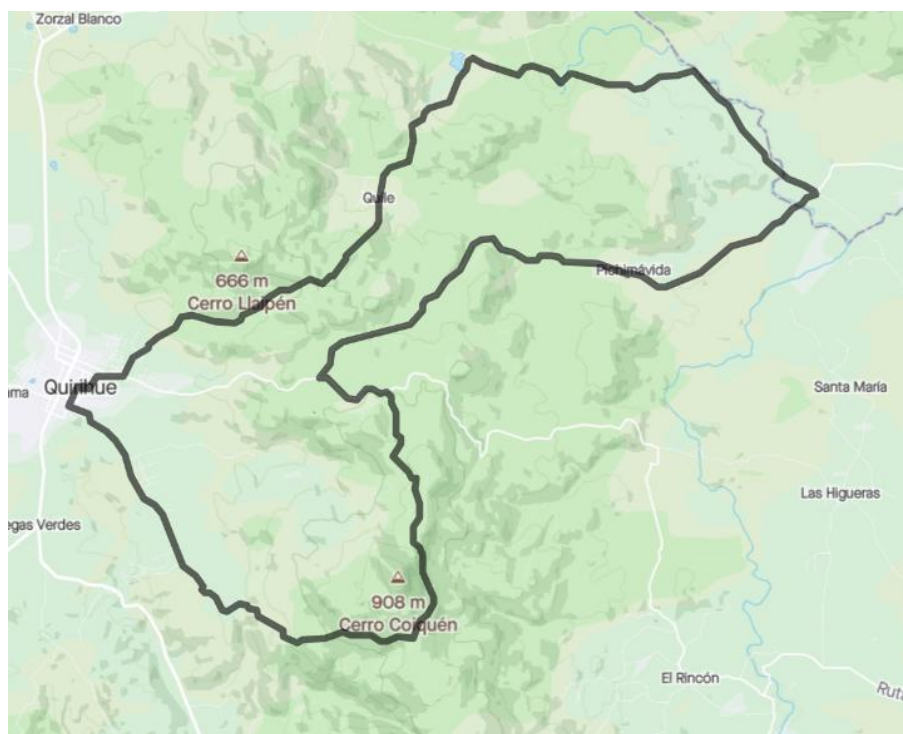 Zorzal Blanco
Quile
666 m
Cerro Llaipén
Pichimávida
Quirihue
ama
Santa María
Las Higueras
egas Verdes
908 m
Cerro Coiquén
El Rincón
Ruta